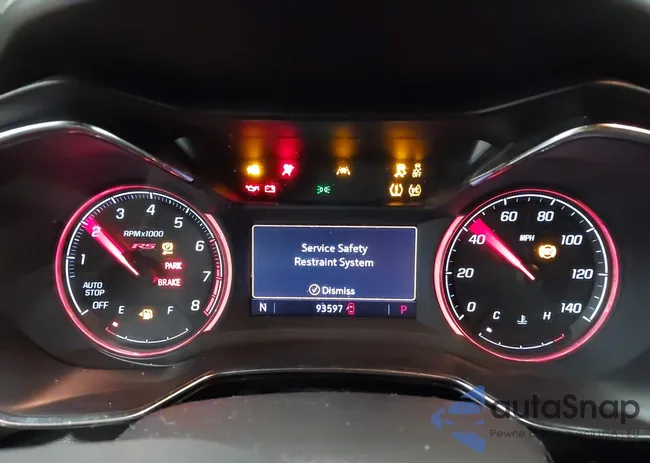 1 2 3 4 5 6 7 8
RPMx1000
RS
PARK
BRAKE
AUTO
STOP
OFF
E F
Service Safety
Restraint System
Dismiss
N 93597 P
0 20 40 60 80 100 120 140
MPH
C H
autaSnap